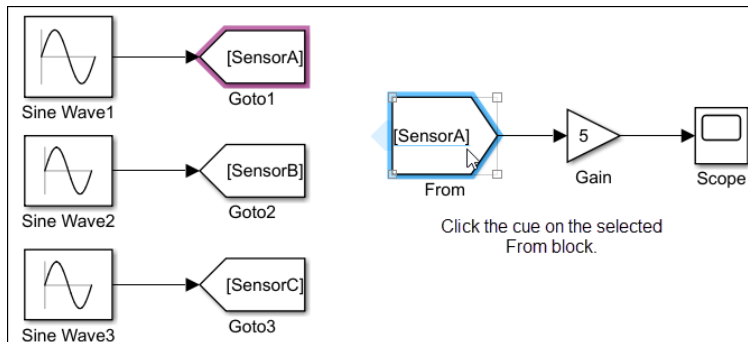 [SensorA]
Goto1
Sine Wave1
[SensorB]
Goto2
Sine Wave2
[SensorC]
Goto3
Sine Wave3
[SensorA]
From
5
Gain
Scope
Click the cue on the selected
From block.